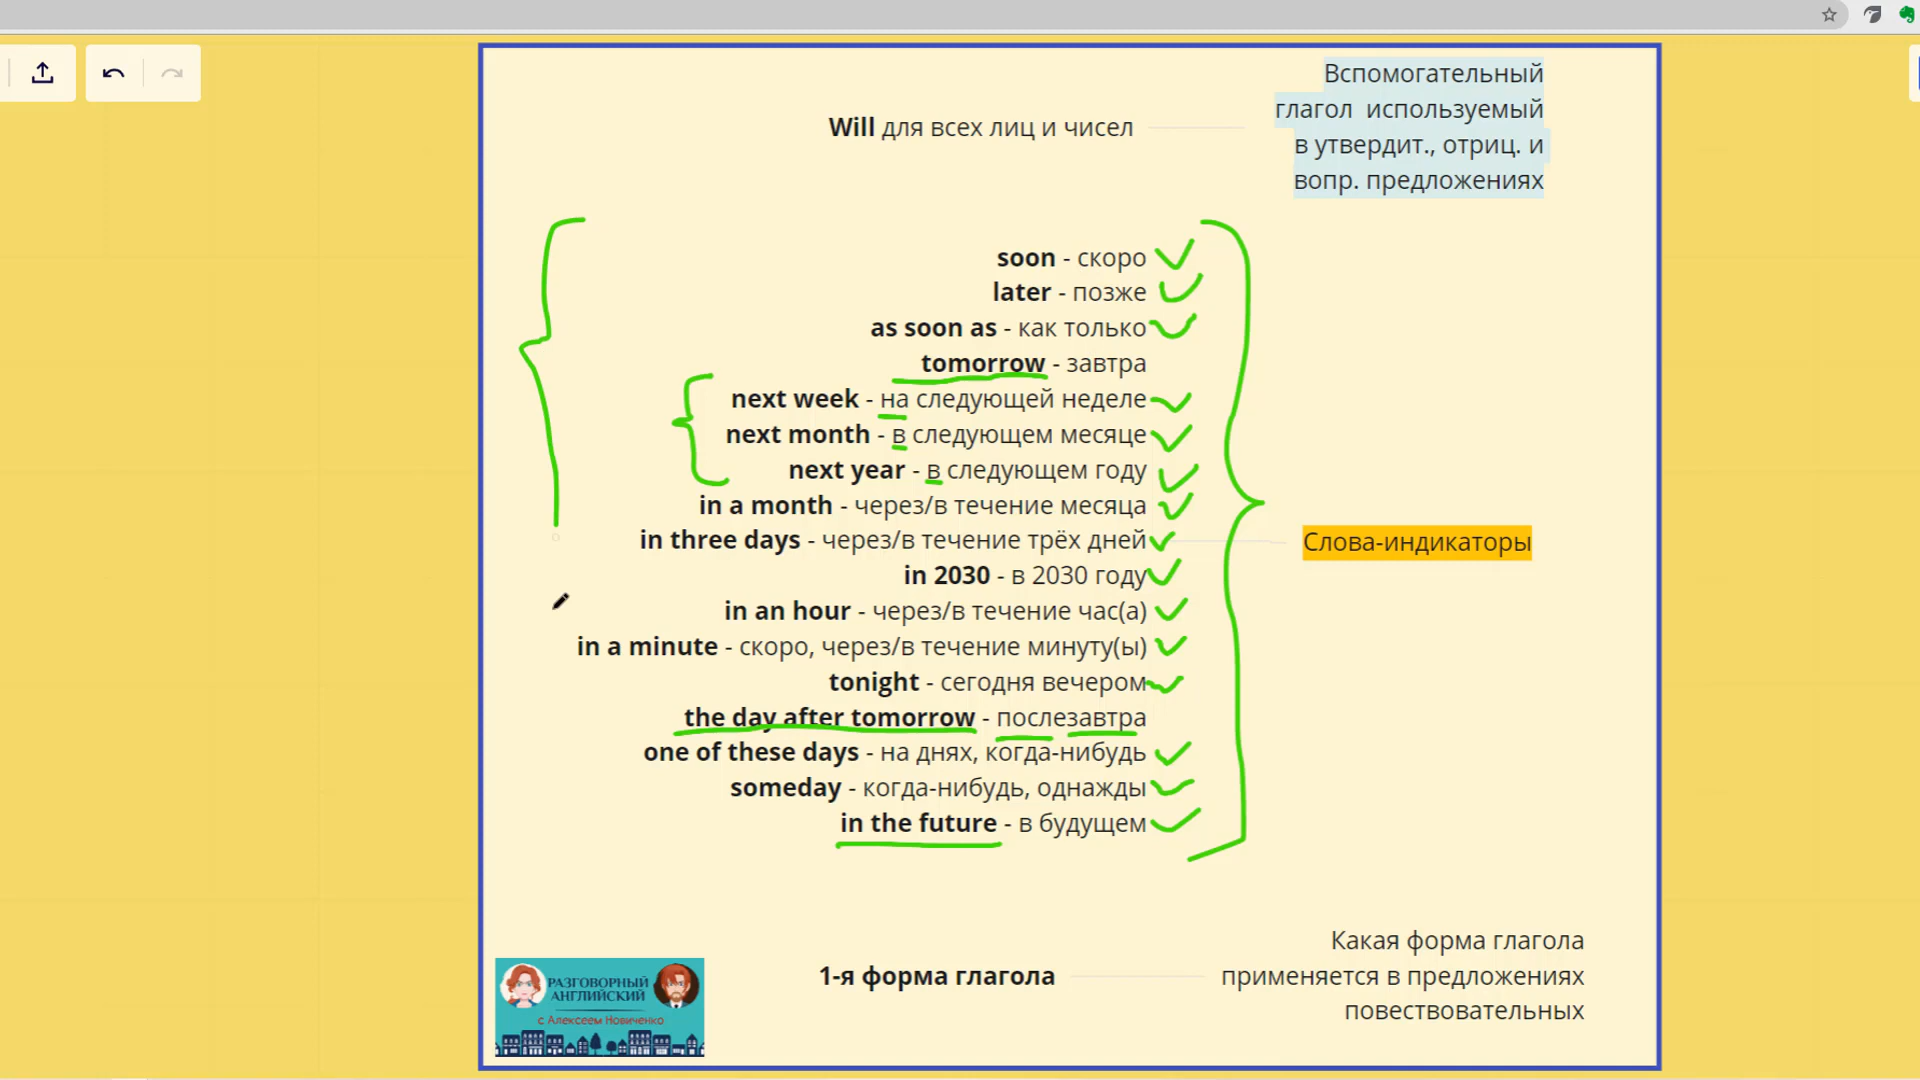 Will для всех лиц и чисел
Вспомогательный
глагол используемый
в утвердит., отриц. и
вопр. предложениях
soon - скоро
later - позже
as soon as - как только
tomorrow - завтра
next week - на следующей неделе
next month - в следующем месяце
next year - в следующем году
in a month - через/в течение месяца
in three days - через/в течение трёх дней
in 2030 - в 2030 году
in an hour - через/в течение час(а)
in a minute - скоро, через/в течение минуту(ы)
tonight - сегодня вечером
the day after tomorrow - послезавтра
one of these days - на днях, когда-нибудь
someday - когда-нибудь, однажды
in the future - в будущем
Слова-индикаторы
1-я форма глагола
Какая форма глагола
применяется в предложениях
повествовательных
РАЗГОВОРНЫЙ
АНГЛИЙСКИЙ
с Алексеем Новиченко